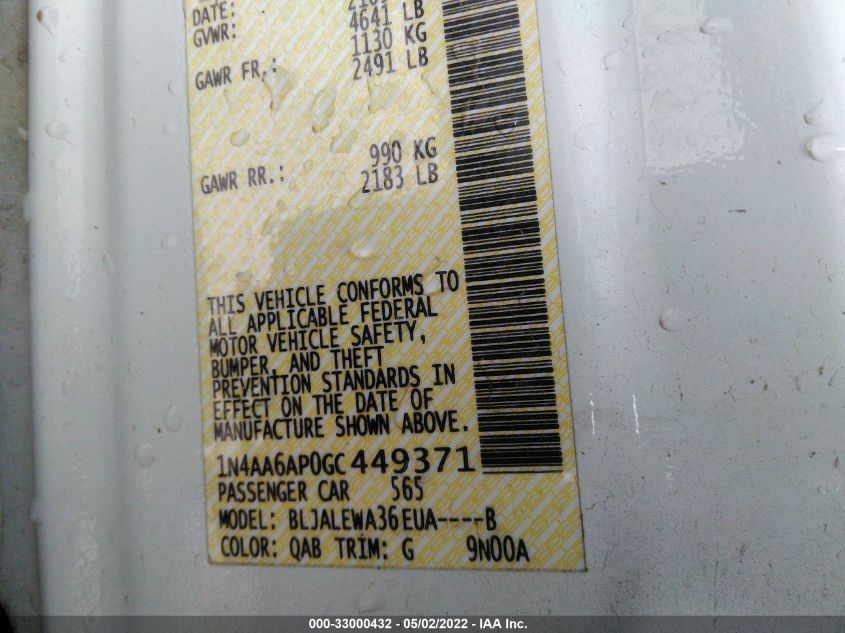 DATE:
GVWR: 4641 LB
1130 KG
GAWR FR.: 2491 LB
990 KG
GAWR RR.: 2183 LB
THIS VEHICLE CONFORMS TO
ALL APPLICABLE FEDERAL
MOTOR VEHICLE SAFETY,
BUMPER, AND THEFT
PREVENTION STANDARDS IN
EFFECT ON THE DATE OF
MANUFACTURE SHOWN ABOVE.
1N4AA6AP0GC449371
PASSENGER CAR 565
MODEL: BLJALEWA36EUA----B
COLOR: QAB TRIM: G 9N00A
000-33000432 - 05/02/2022 - IAA Inc.